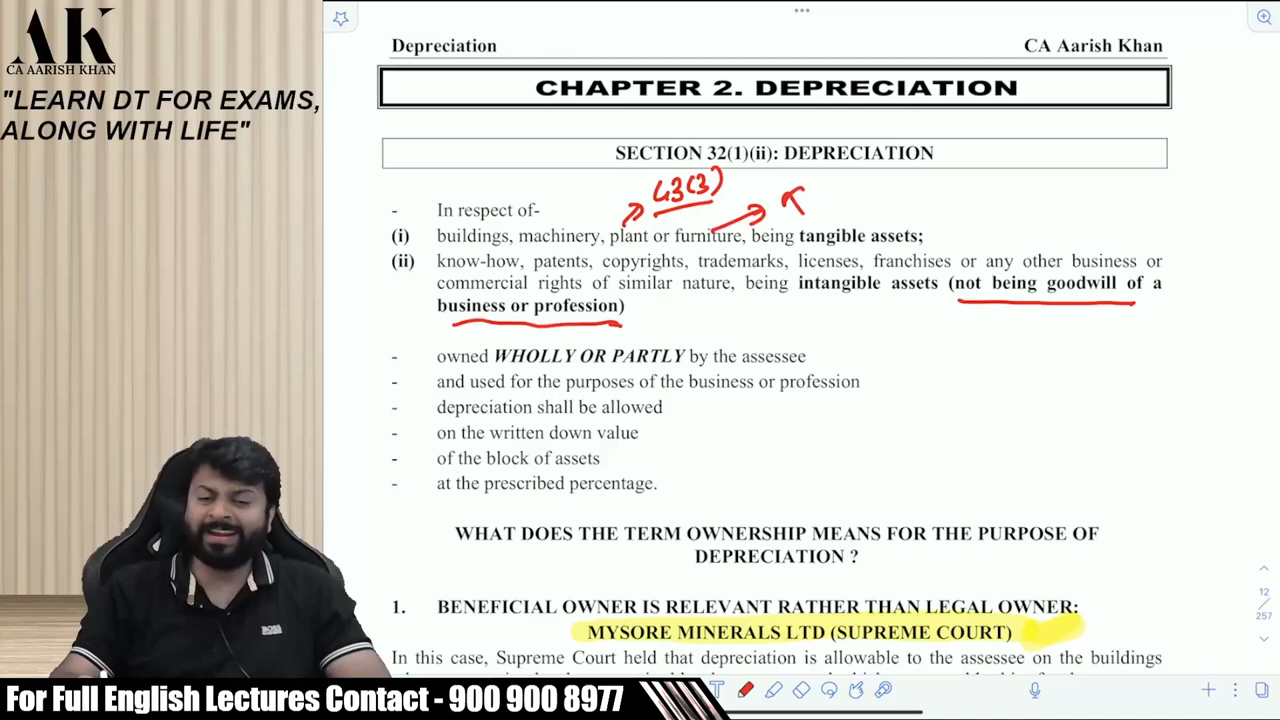 AK
CA AARISH KHAN
"LEARN DT FOR EXAMS,
ALONG WITH LIFE"
Depreciation CA Aarish Khan
CHAPTER 2. DEPRECIATION
SECTION 32(1)(ii): DEPRECIATION
43(3)
- In respect of-
(i) buildings, machinery, plant or furniture, being tangible assets;
(ii) know-how, patents, copyrights, trademarks, licenses, franchises or any other business or
commercial rights of similar nature, being intangible assets (not being goodwill of a
business or profession)
- owned WHOLLY OR PARTLY by the assessee
- and used for the purposes of the business or profession
- depreciation shall be allowed
- on the written down value
- of the block of assets
- at the prescribed percentage.
WHAT DOES THE TERM OWNERSHIP MEANS FOR THE PURPOSE OF
DEPRECIATION ?
1. BENEFICIAL OWNER IS RELEVANT RATHER THAN LEGAL OWNER:
MYSORE MINERALS LTD (SUPREME COURT)
In this case, Supreme Court held that depreciation is allowable to the assessee on the buildings
12
257
BOSS
For Full English Lectures Contact - 900 900 8977